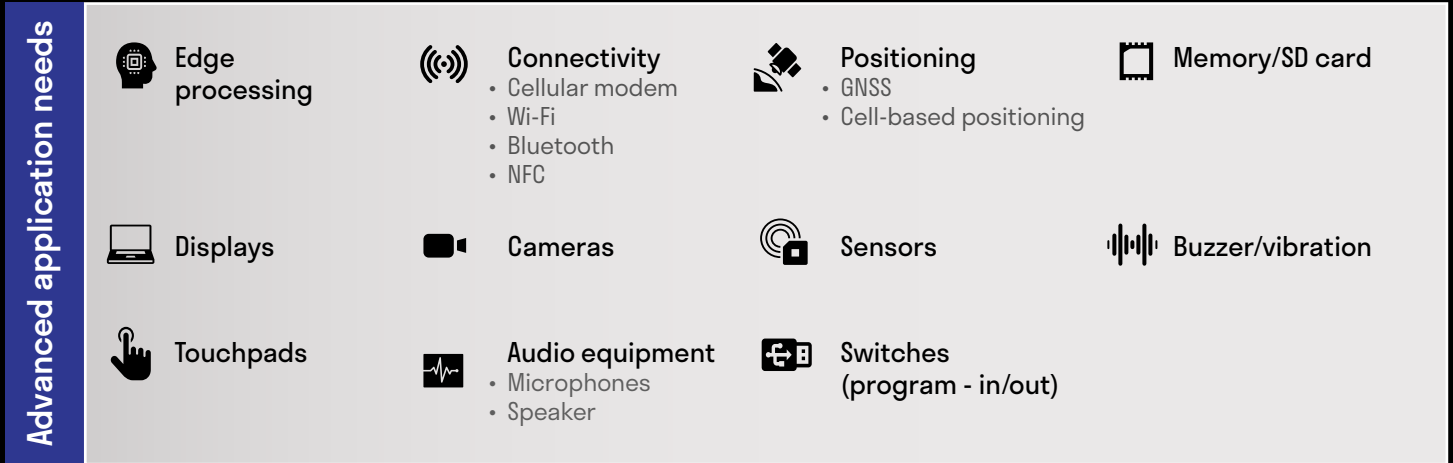 Advanced application needs
Edge
processing
Connectivity
• Cellular modem
• Wi-Fi
• Bluetooth
• NFC
Positioning
• GNSS
• Cell-based positioning
Memory/SD card
Displays
Cameras
Sensors
Buzzer/vibration
Touchpads
Audio equipment
• Microphones
• Speaker
Switches
(program - in/out)